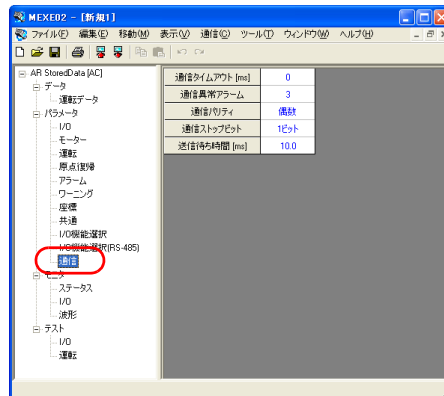 MEXE02 - [新規1]
ファイル(F) 編集(E) 移動(M) 表示(V) 通信(C) ツール(T) ウィンドウ(W) ヘルプ(H)
AR StoredData [AC]
データ
運転データ
パラメータ
I/O
モーター
運転
原点復帰
アラーム
ワーニング
座標
共通
I/O機能選択
I/O機能選択(RS-485)
通信
モニタ
ステータス
I/O
波形
テスト
I/O
運転
通信タイムアウト [ms] 0
通信異常アラーム 3
通信パリティ 偶数
通信ストップビット 1ビット
送信待ち時間 [ms] 10.0